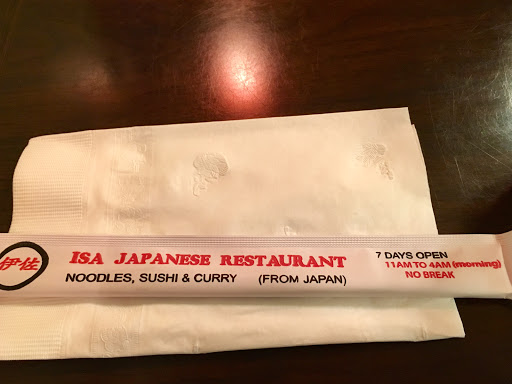 伊佐
ISA JAPANESE RESTAURANT
NOODLES, SUSHI & CURRY (FROM JAPAN)
7 DAYS OPEN
11AM TO 4AM (morning)
NO BREAK